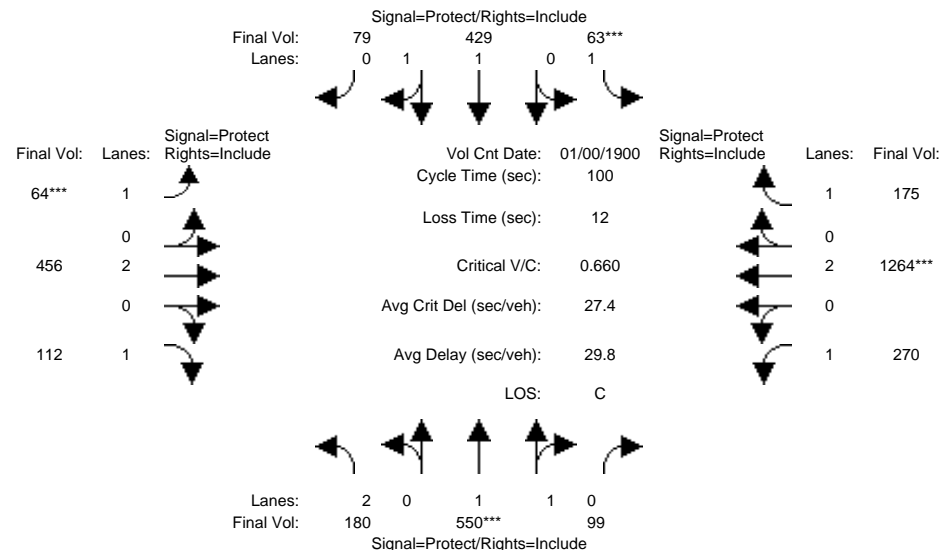 Signal=Protect/Rights=Include
Final Vol: 79 429 63***
Lanes: 0 1 1 0 1
Signal=Protect Signal=Protect
Final Vol: Lanes: Rights=Include Vol Cnt Date: 01/00/1900 Rights=Include Lanes: Final Vol:
Cycle Time (sec): 100
64*** 1 1 175
Loss Time (sec): 12
0 0
456 2 Critical V/C: 0.660 2 1264***
0 Avg Crit Del (sec/veh): 27.4 0
112 1 Avg Delay (sec/veh): 29.8 1 270
LOS: C
Lanes: 2 0 1 1 0
Final Vol: 180 550*** 99
Signal=Protect/Rights=Include